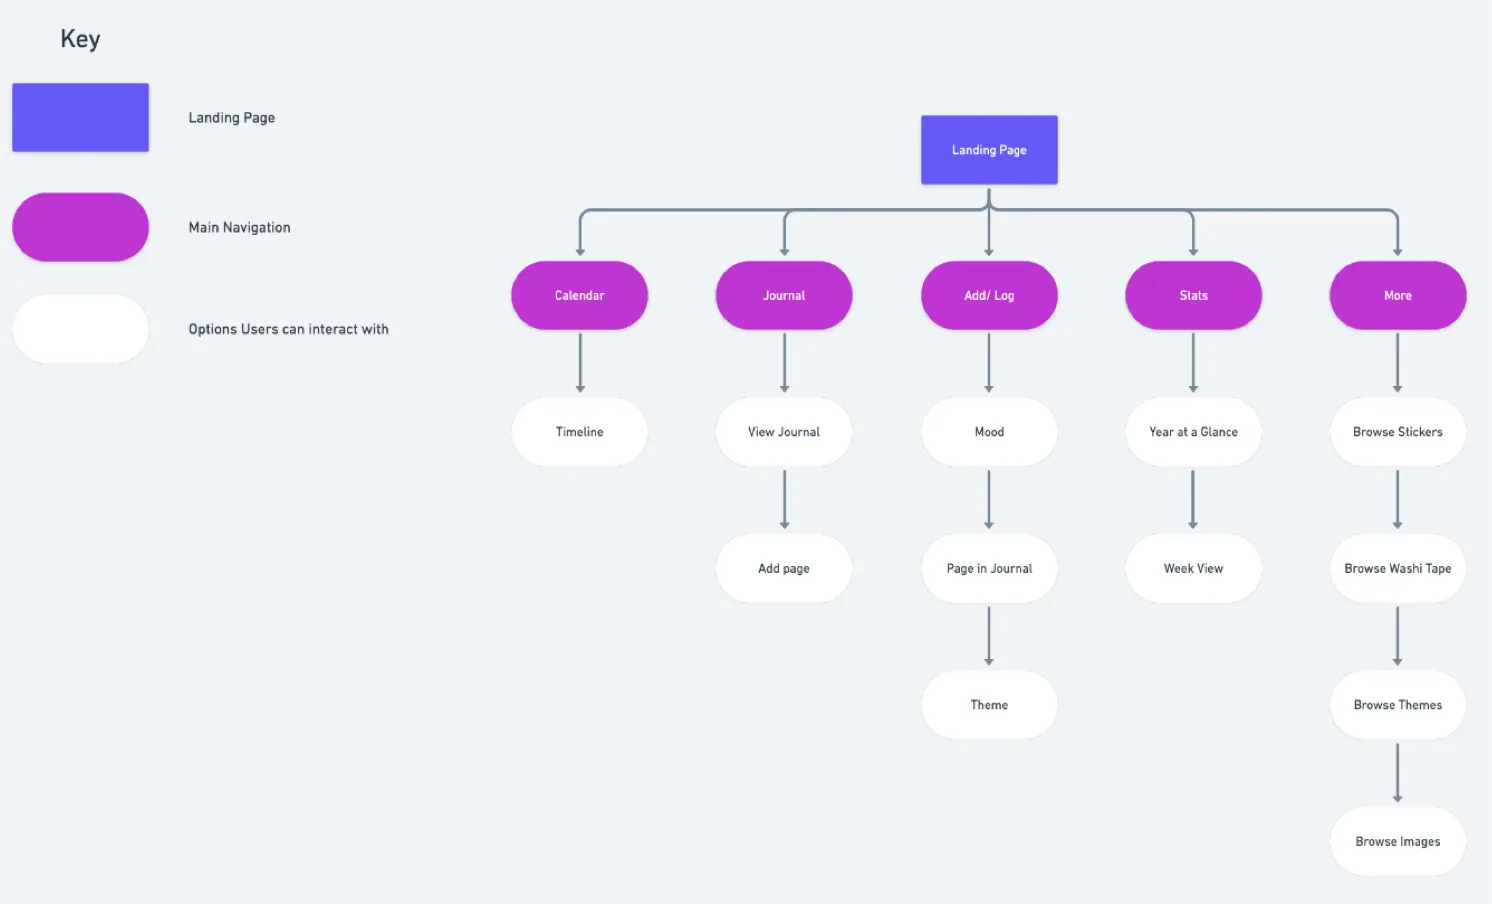 Key
Landing Page
Main Navigation
Options Users can interact with
Landing Page
Calendar
Journal
Add/ Log
Stats
More
Timeline
View Journal
Mood
Year at a Glance
Browse Stickers
Add page
Page in Journal
Week View
Browse Washi Tape
Theme
Browse Themes
Browse Images